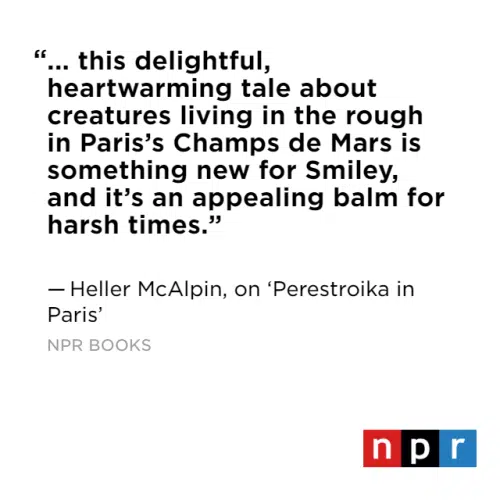 “... this delightful,
heartwarming tale about
creatures living in the rough
in Paris’s Champs de Mars is
something new for Smiley,
and it’s an appealing balm for
harsh times.”
— Heller McAlpin, on ‘Perestroika in
Paris’
NPR BOOKS
npr